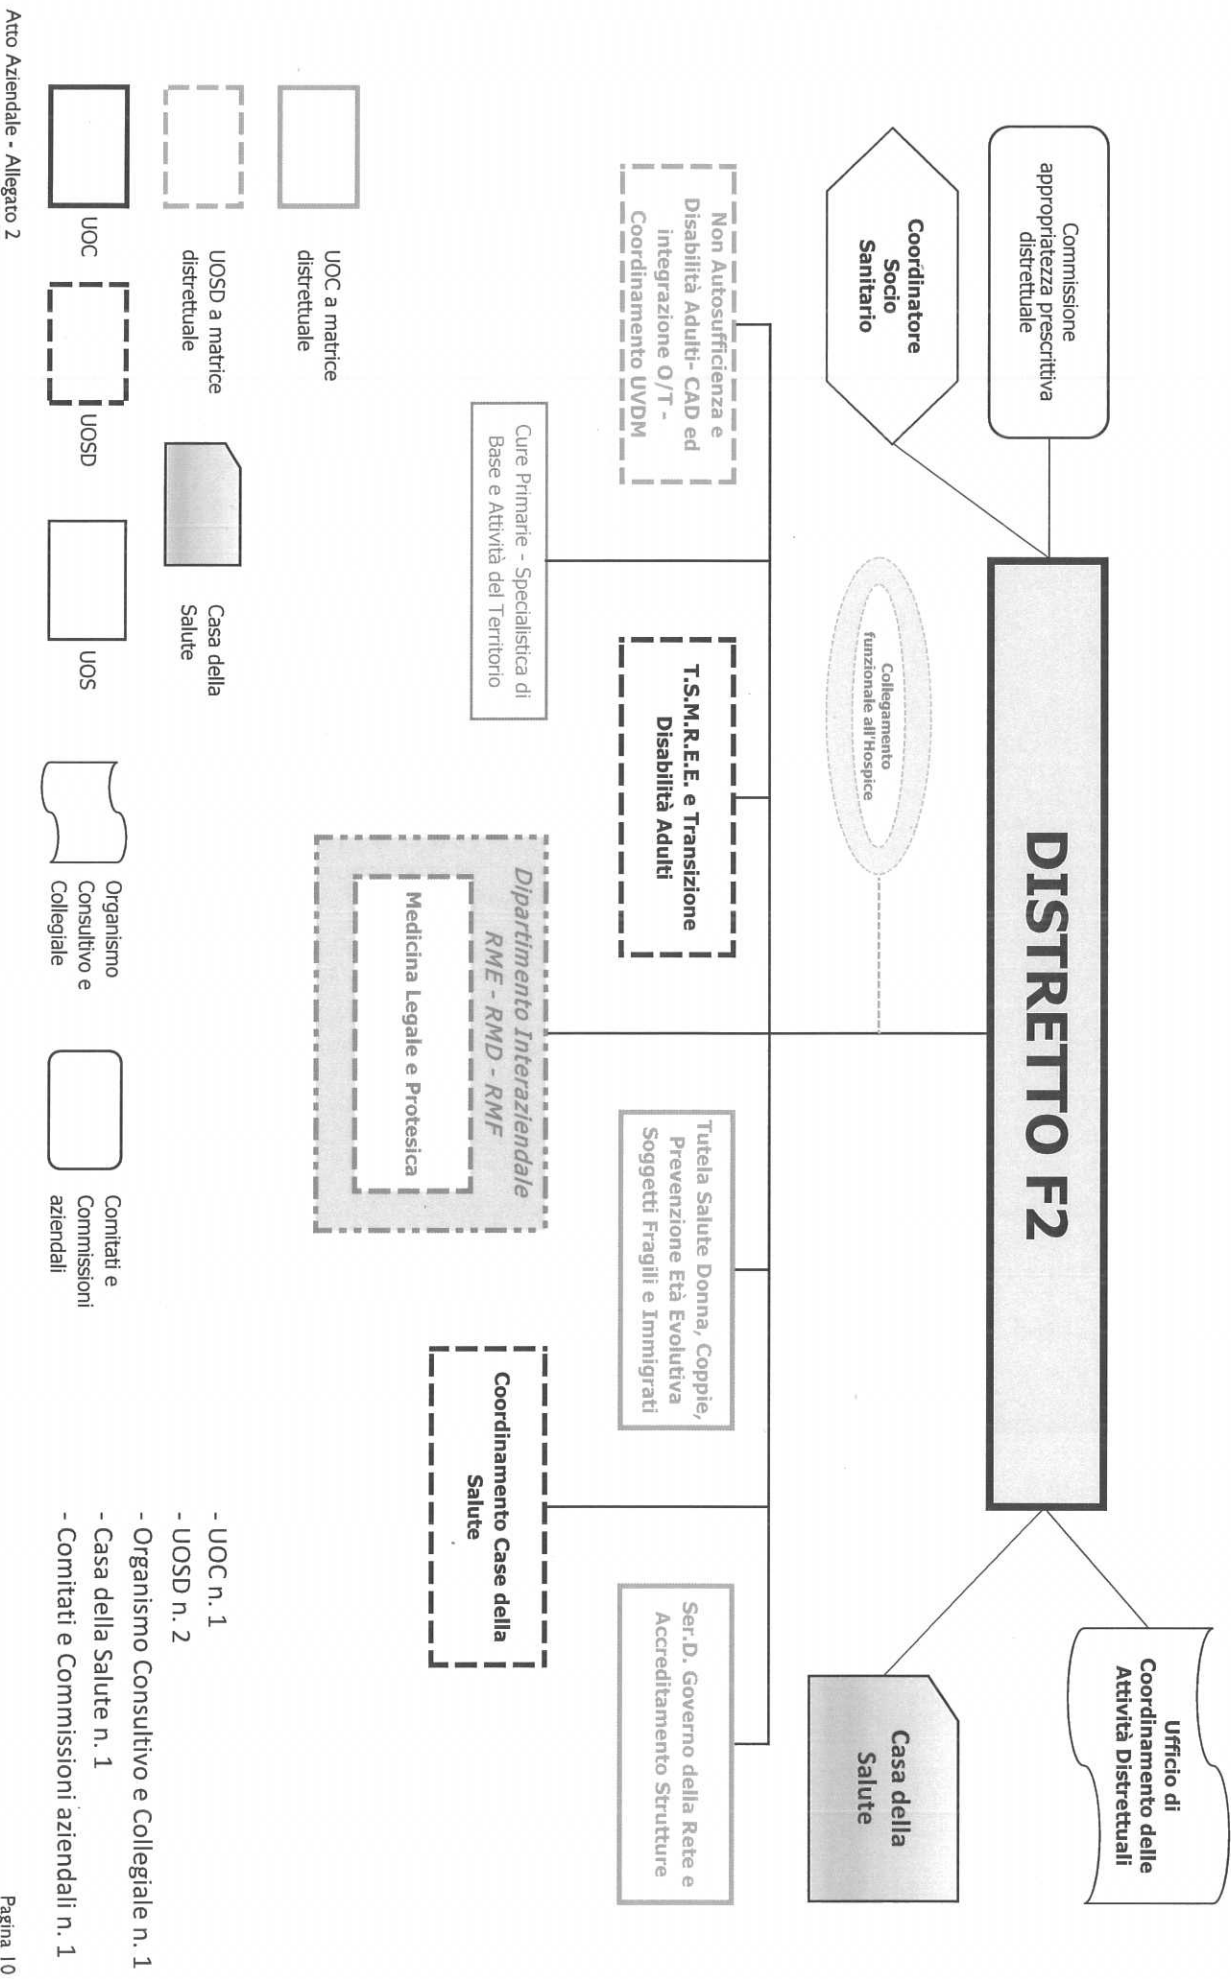 Commissione
appropriatezza prescrittiva
distrettuale
DISTRETTO F2
Ufficio di
Coordinamento delle
Attività Distrettuali
Coordinatore
Socio
Sanitario
Collegamento
funzionale all'Hospice
Casa della
Salute
Non Autosufficienza e
Disabilità Adulti- CAD ed
integrazione O/T -
Coordinamento UVDM
T.S.M.R.E.E. e Transizione
Disabilità Adulti
Tutela Salute Donna, Coppie,
Prevenzione Età Evolutiva
Soggetti Fragili e Immigrati
Ser.D. Governo della Rete e
Accreditamento Strutture
Cure Primarie - Specialistica di
Base e Attività del Territorio
Dipartimento Interaziendale
RME - RMD - RMF
Medicina Legale e Protesica
Coordinamento Case della
Salute
UOC a matrice
distrettuale
UOSD a matrice
distrettuale
Casa della
Salute
UOC
UOSD
UOS
Organismo
Consultivo e
Collegiale
Comitati e
Commissioni
aziendali
- UOC n. 1
- UOSD n. 2
- Organismo Consultivo e Collegiale n. 1
- Casa della Salute n. 1
- Comitati e Commissioni aziendali n. 1
Atto Aziendale - Allegato 2
Pagina 10